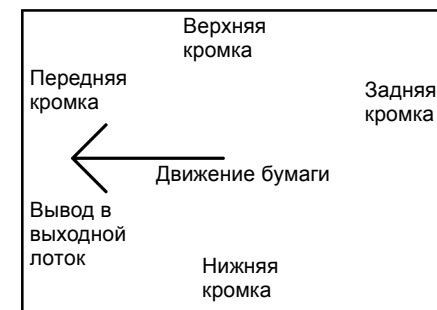 Верхняя
кромка
Передняя
кромка
Задняя
кромка
Движение бумаги
Вывод в
выходной
лоток
Нижняя
кромка